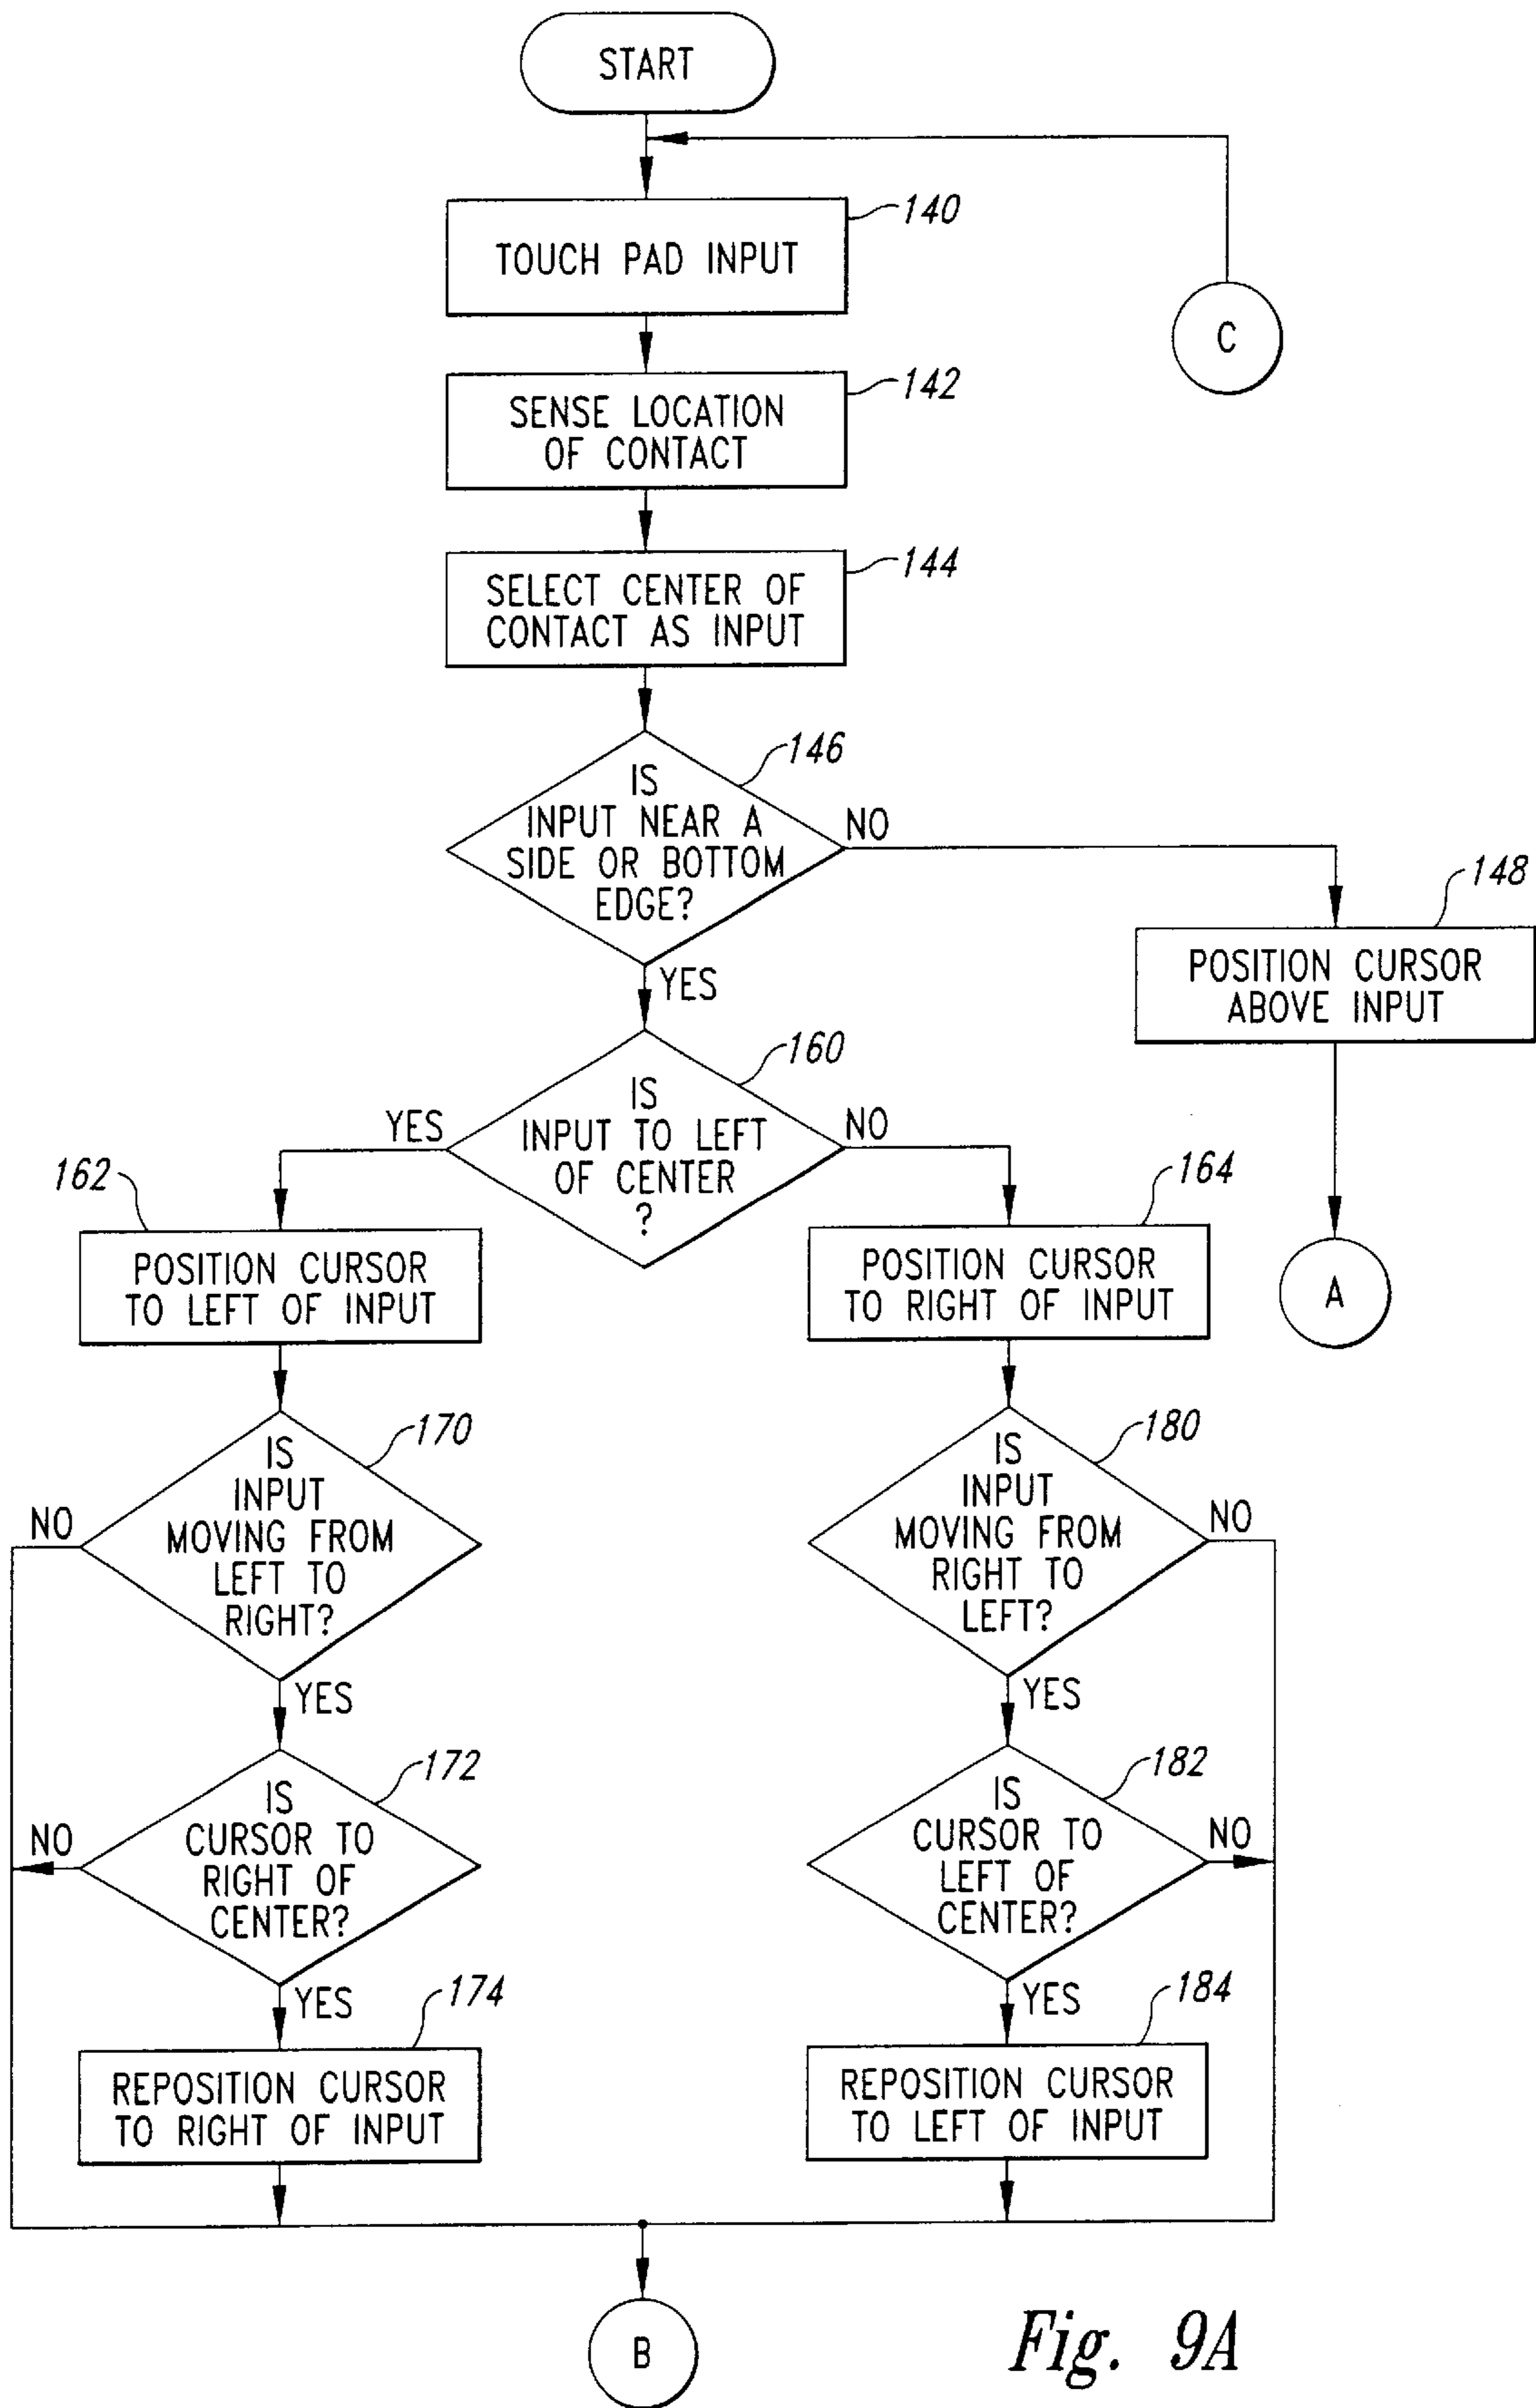 START
140
TOUCH PAD INPUT
C
142
SENSE LOCATION
OF CONTACT
144
SELECT CENTER OF
CONTACT AS INPUT
146
IS
INPUT NEAR A
SIDE OR BOTTOM
EDGE?
NO
YES
148
POSITION CURSOR
ABOVE INPUT
A
160
IS
INPUT TO LEFT
OF CENTER
?
YES
NO
162
POSITION CURSOR
TO LEFT OF INPUT
164
POSITION CURSOR
TO RIGHT OF INPUT
170
IS
INPUT
MOVING FROM
LEFT TO
RIGHT?
NO
YES
180
IS
INPUT
MOVING FROM
RIGHT TO
LEFT?
NO
YES
172
IS
CURSOR TO
RIGHT OF
CENTER?
NO
YES
182
IS
CURSOR TO
LEFT OF
CENTER?
NO
YES
174
REPOSITION CURSOR
TO RIGHT OF INPUT
184
REPOSITION CURSOR
TO LEFT OF INPUT
B
Fig. 9A